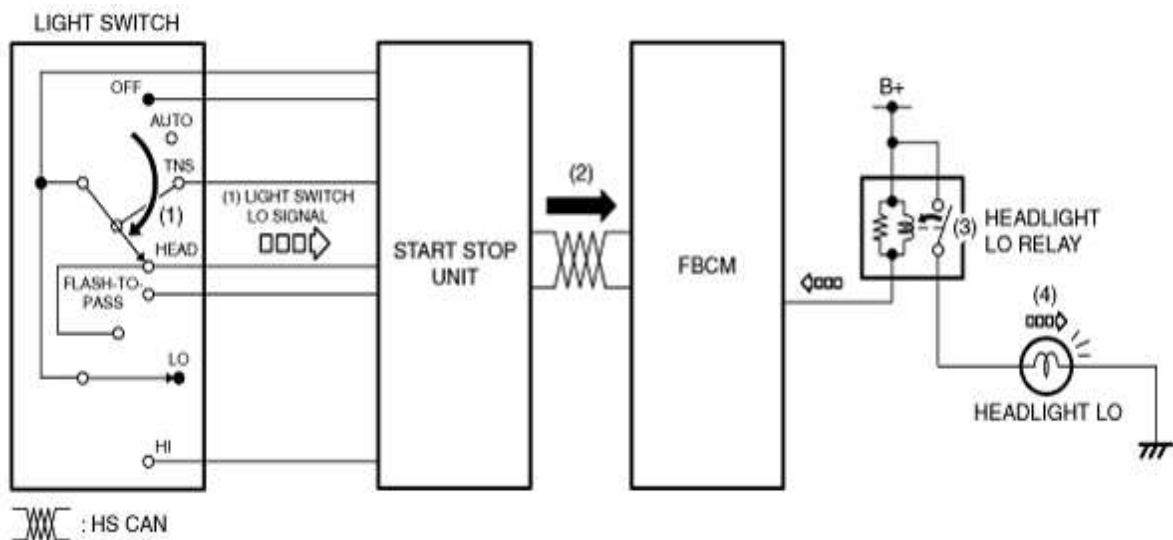 LIGHT SWITCH
OFF
AUTO
TNS
(1)
HEAD
FLASH-TO-
PASS
LO
HI
(1) LIGHT SWITCH
LO SIGNAL
START STOP
UNIT
(2)
FBCM
B+
(3)
HEADLIGHT
LO RELAY
(4)
HEADLIGHT LO
: HS CAN